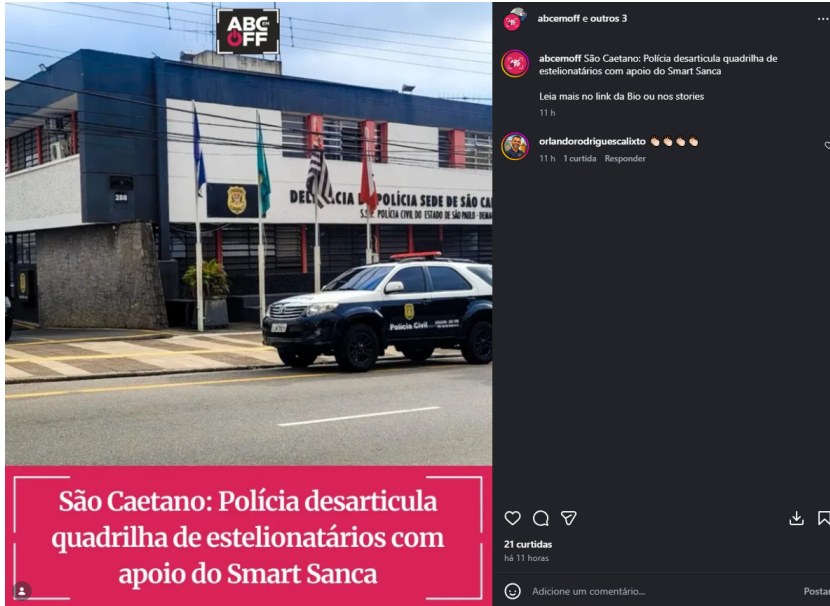 ABC EM
OFF
288
DELEGACIA DE POLÍCIA SEDE DE SÃO CA
POLÍCIA CIVIL DO ESTADO DE SÃO PAULO - DEMA
Polícia Civil
São Caetano: Polícia desarticula
quadrilha de estelionatários com
apoio do Smart Sanca
abcemoff e outros 3
abcemoff São Caetano: Polícia desarticula quadrilha de
estelionatários com apoio do Smart Sanca
Leia mais no link da Bio ou nos stories
11 h
orlandorodriguescalixto 👏🏻👏🏻👏🏻👏🏻
11 h 1 curtida Responder
21 curtidas
há 11 horas
Adicione um comentário...
Postar